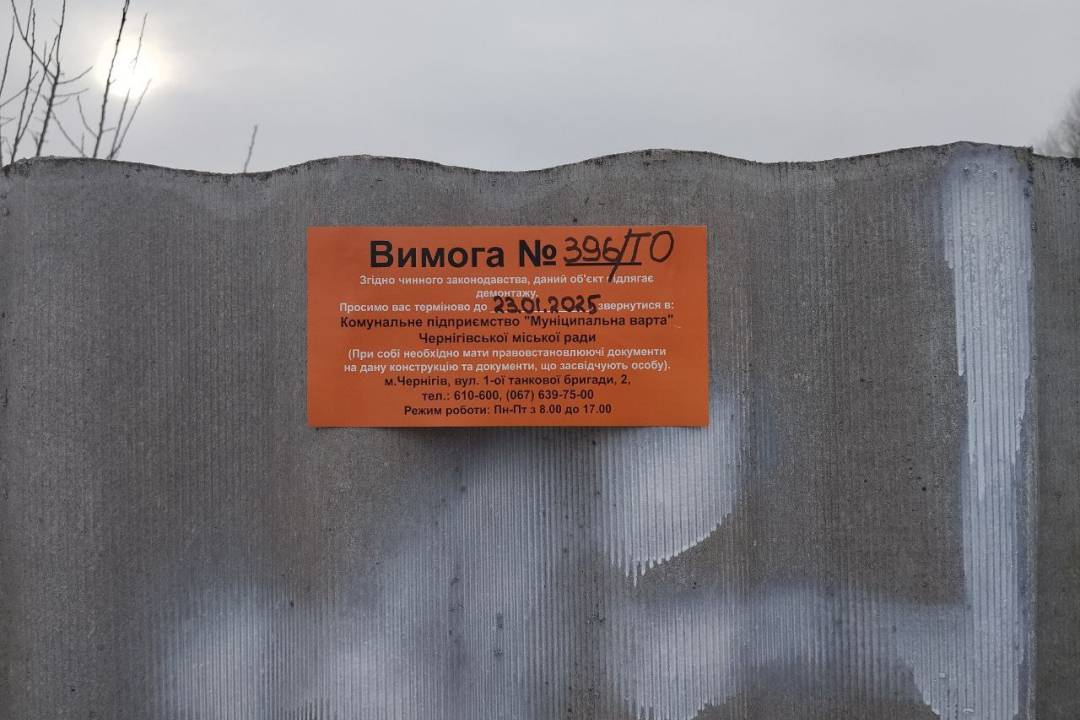 Вимога № 396/ТО
Згідно чинного законодавства, даний об'єкт підлягає
демонтажу.
Просимо вас терміново до 23.01.2025 звернутися в:
Комунальне підприємство "Муніципальна варта"
Чернігівської міської ради
(При собі необхідно мати правовстановлюючі документи
на дану конструкцію та документи, що засвідчують особу).
м.Чернігів, вул. 1-ої танкової бригади, 2,
тел.: 610-600, (067) 639-75-00
Режим роботи: Пн-Пт з 8.00 до 17.00